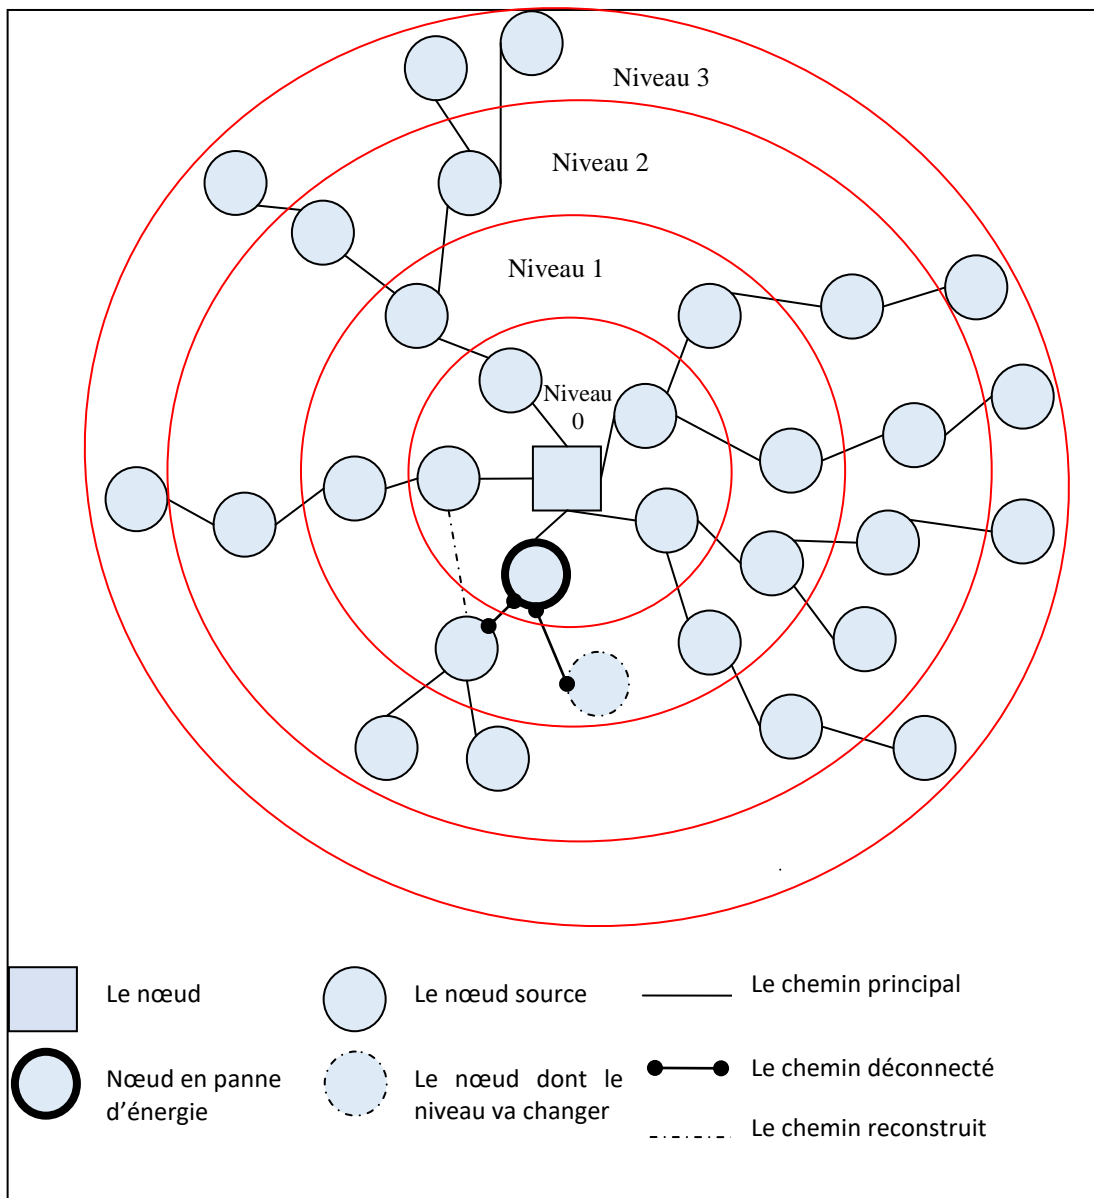 Niveau 3
Niveau 2
Niveau 1
Niveau
0
Le nœud
Le nœud source
Le chemin principal
Nœud en panne
d’énergie
Le nœud dont le
niveau va changer
Le chemin déconnecté
Le chemin reconstruit